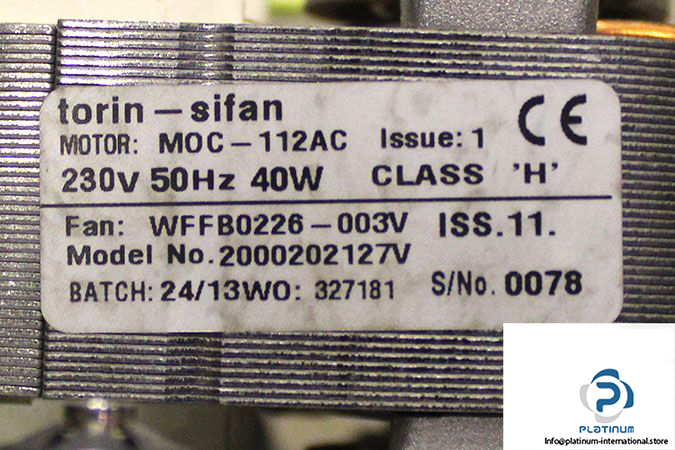 torin-sifan
MOTOR: MOC-112AC Issue: 1 CE
230V 50Hz 40W CLASS 'H'
Fan: WFFB0226-003V ISS.11.
Model No.2000202127V
BATCH: 24/13WO: 327181 S/No. 0078
PLATINUM
Info@platinum-international.store